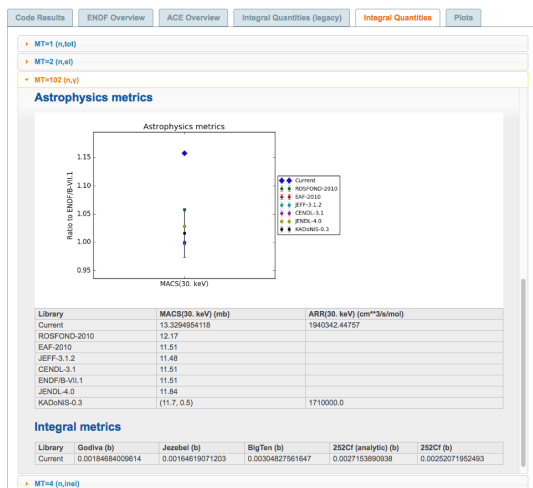 Code Results ENDF Overview ACE Overview Integral Quantities (legacy) Integral Quantities Plots
MT=1 (n,tot)
MT=2 (n,el)
MT=102 (n,γ)
Astrophysics metrics
Astrophysics metrics
Ratio to ENDF/B-VII.1
1.15
1.10
1.05
1.00
0.95
MACS(30. keV)
Current
ROSFOND-2010
EAF-2010
JEFF-3.1.2
CENDL-3.1
JENDL-4.0
KADoNiS-0.3
Library MACS(30. keV) (mb) ARR(30. keV) (cm**3/s/mol)
Current 13.3294954118 1940342.44757
ROSFOND-2010 12.17
EAF-2010 11.51
JEFF-3.1.2 11.48
CENDL-3.1 11.51
ENDF/B-VII.1 11.51
JENDL-4.0 11.84
KADoNiS-0.3 (11.7, 0.5) 1710000.0
Integral metrics
Library Godiva (b) Jezebel (b) BigTen (b) 252Cf (analytic) (b) 252Cf (b)
Current 0.00184684009614 0.00164619071203 0.00304827561647 0.0027153890938 0.00252071952493
MT=4 (n,inel)